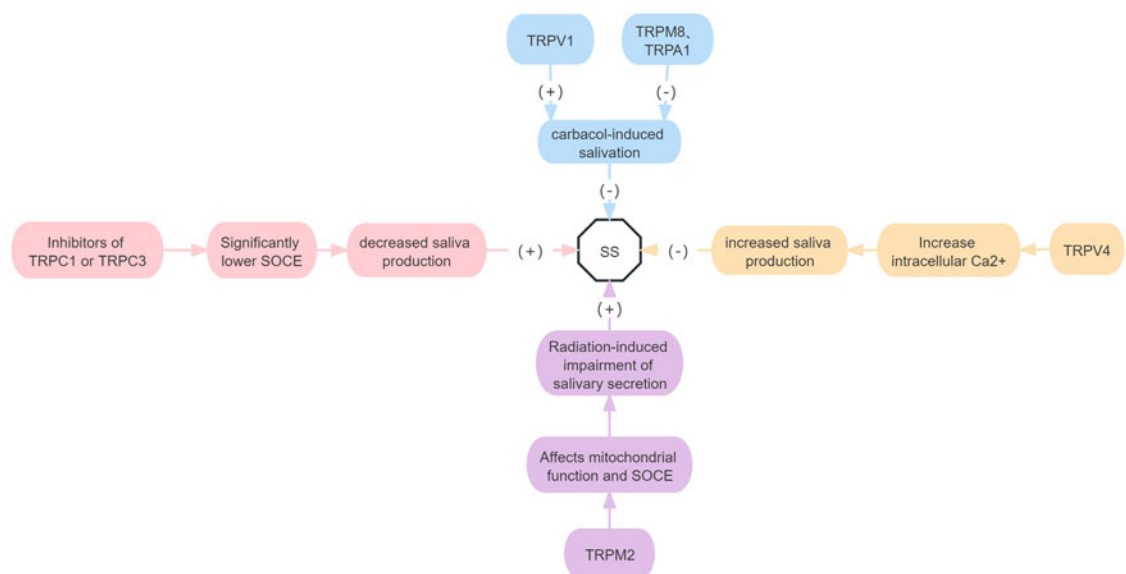 TRPV1
TRPM8、
TRPA1
(+)
(-)
carbacol-induced
salivation
(-)
Inhibitors of
TRPC1 or TRPC3
Significantly
lower SOCE
decreased saliva
production
(+)
SS
(-)
increased saliva
production
Increase
intracellular Ca2+
TRPV4
(+)
Radiation-induced
impairment of
salivary secretion
Affects mitochondrial
function and SOCE
TRPM2